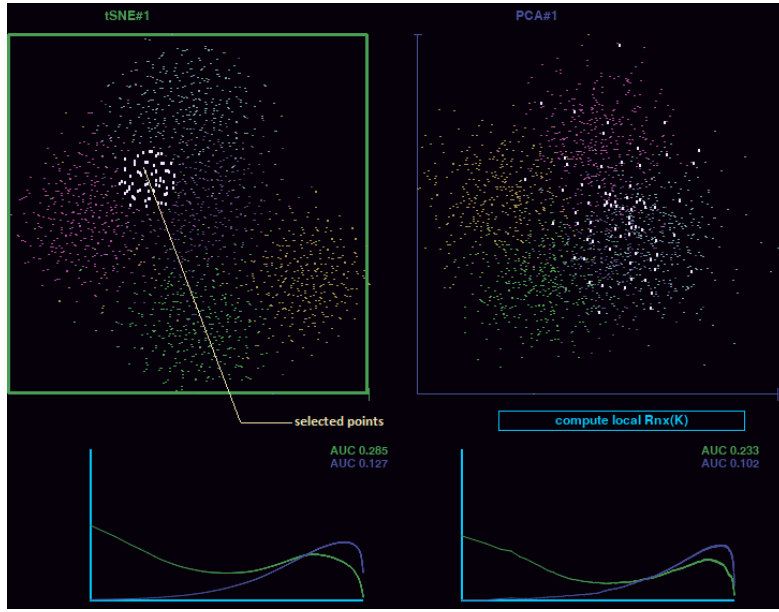 tSNE#1
PCA#1
selected points
compute local Rnx(K)
AUC 0.285
AUC 0.127
AUC 0.233
AUC 0.102